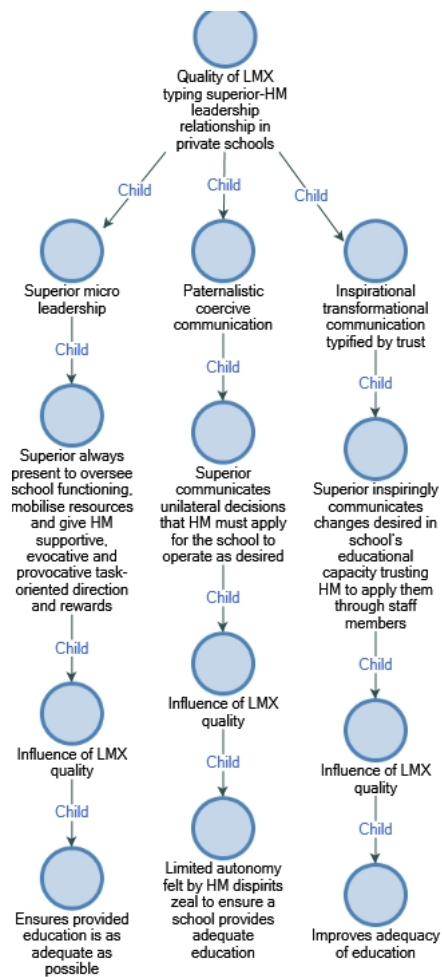 Quality of LMX
typing superior-HM
leadership
relationship in
private schools
Child
Child
Child
Superior micro
leadership
Paternalistic
coercive
communication
Inspirational
transformational
communication
typified by trust
Child
Child
Child
Superior always
present to oversee
school functioning,
mobilise resources
and give HM
supportive,
evocative and
provocative task-
oriented direction
and rewards
Superior
communicates
unilateral decisions
that HM must apply
for the school to
operate as desired
Superior inspiringly
communicates
changes desired in
school's
educational
capacity trusting
HM to apply them
through staff
members
Child
Child
Child
Influence of LMX
quality
Influence of LMX
quality
Influence of LMX
quality
Child
Child
Child
Ensures provided
education is as
adequate as
possible
Limited autonomy
felt by HM dispirits
zeal to ensure a
school provides
adequate
education
Improves adequacy
of education